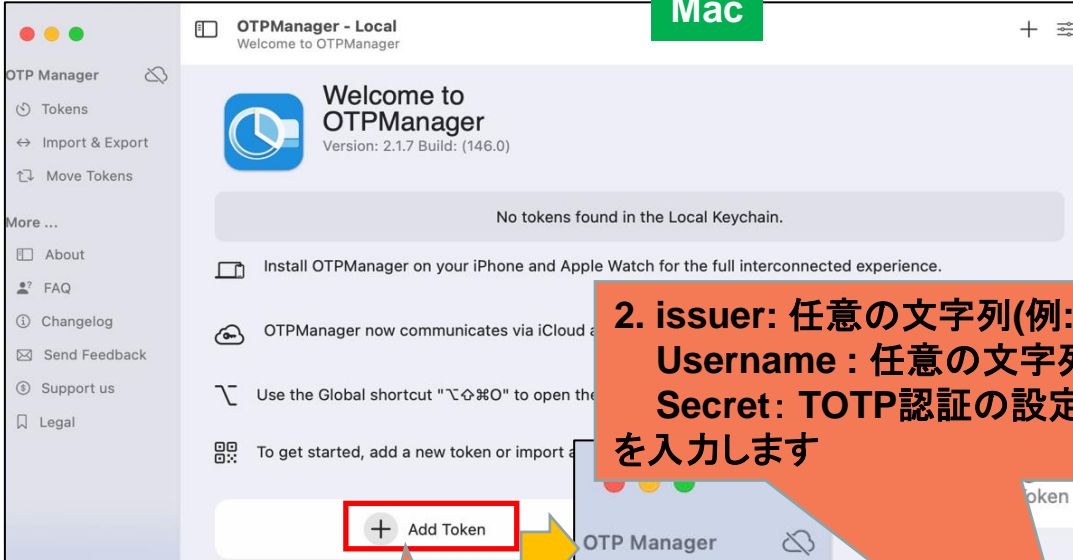 Mac
OTPManager - Local
Welcome to OTPManager
OTP Manager
Tokens
Import & Export
Move Tokens
More ...
About
FAQ
Changelog
Send Feedback
Support us
Legal
Welcome to
OTPManager
Version: 2.1.7 Build: (146.0)
No tokens found in the Local Keychain.
Install OTPManager on your iPhone and Apple Watch for the full interconnected experience.
OTPManager now communicates via iCloud
Use the Global shortcut "⌥⇧⌘O" to open the
To get started, add a new token or import
Add Token
2. issuer: 任意の文字列(例:
Username : 任意の文字
Secret: TOTP認証の設定
を入力します
oken
OTP Manager